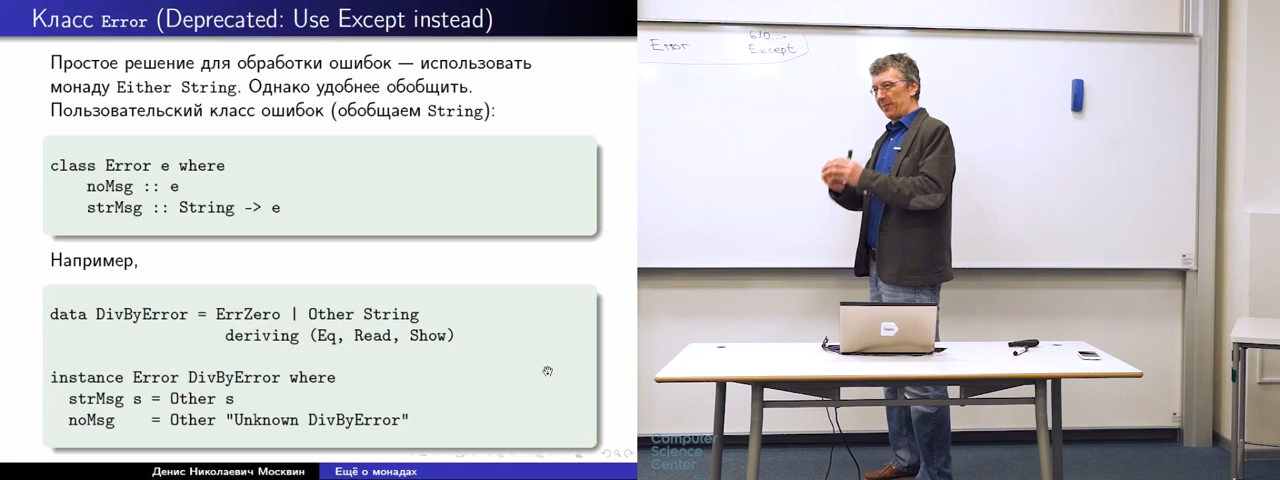 Класс Error (Deprecated: Use Except instead)
Простое решение для обработки ошибок — использовать
монаду Either String. Однако удобнее обобщить.
Пользовательский класс ошибок (обобщаем String):
class Error e where
noMsg :: e
strMsg :: String -> e
Например,
data DivByError = ErrZero | Other String
deriving (Eq, Read, Show)
instance Error DivByError where
strMsg s = Other s
noMsg = Other "Unknown DivByError"
Денис Николаевич Москвин
Ещё о монадах
Error
Except
Computer
Science
Center